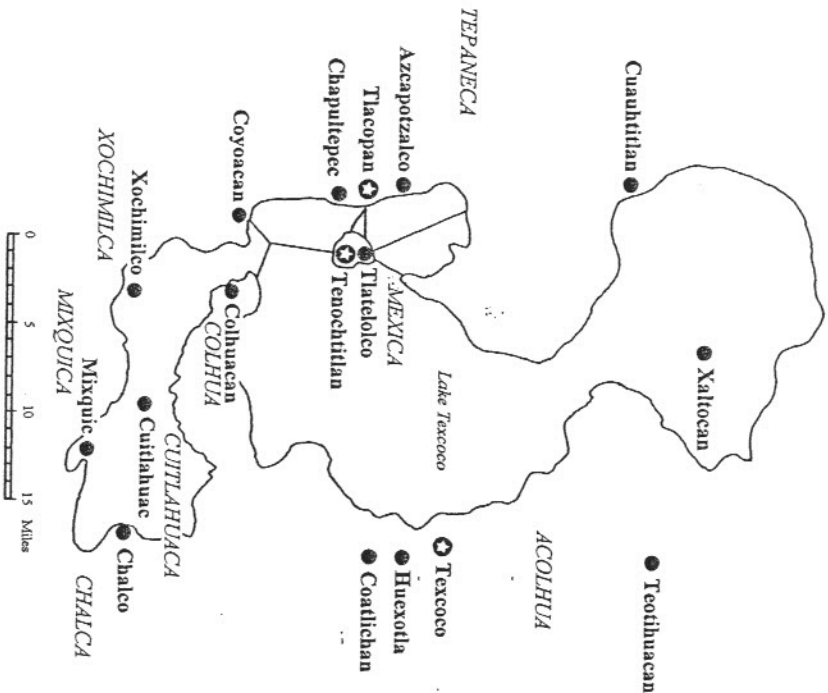 Cuauhtitlan
TEPANECA
Azcapotzalco
Tlacopan
Chapultepec
Coyoacan
Xochimilco
XOCHIMILCA
Xaltocan
Lake Texcoco
MEXICA
Tlatelolco
Tenochtitlan
Colhuacan
COLHUA
Mixquic
MIXQUICA
Teotihuacan
ACOLHUA
Texcoco
Huexotla
Coatlichan
CUITLAHUACA
Cuitlahuac
Chalco
CHALCA
0 5 10 15 Miles